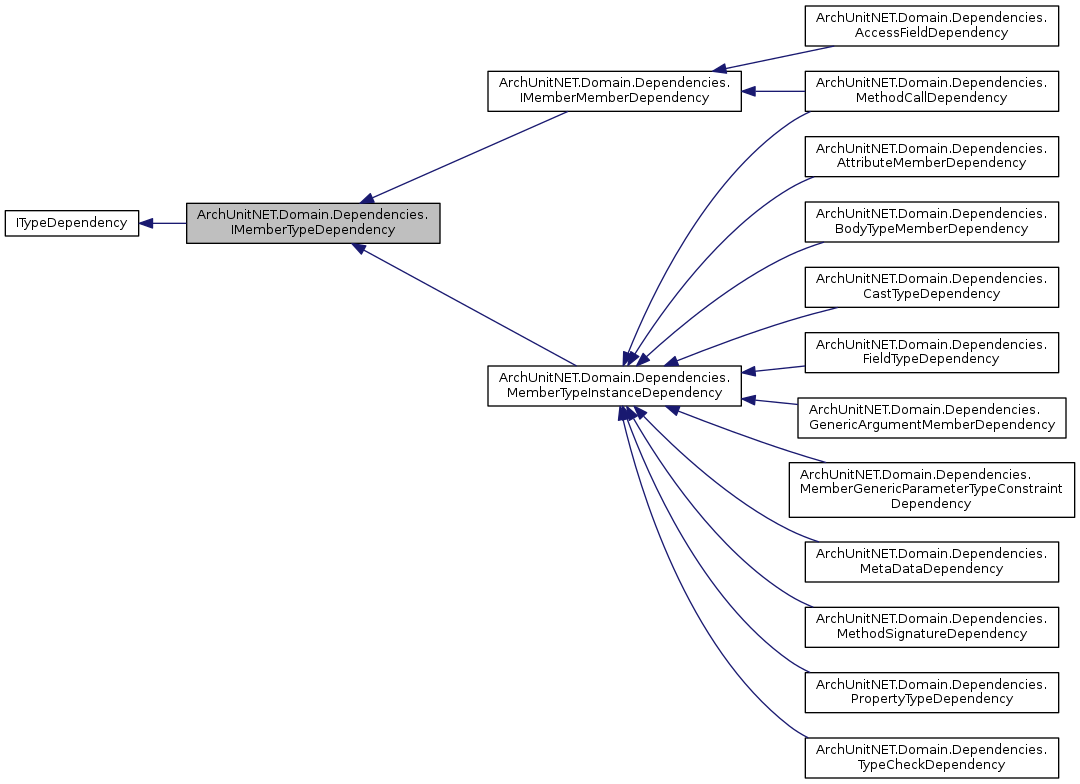 ITypeDependency
ArchUnitNET.Domain.Dependencies.
IMemberTypeDependency
ArchUnitNET.Domain.Dependencies.
IMemberMemberDependency
ArchUnitNET.Domain.Dependencies.
MemberTypeInstanceDependency
ArchUnitNET.Domain.Dependencies.
AccessFieldDependency
ArchUnitNET.Domain.Dependencies.
MethodCallDependency
ArchUnitNET.Domain.Dependencies.
AttributeMemberDependency
ArchUnitNET.Domain.Dependencies.
BodyTypeMemberDependency
ArchUnitNET.Domain.Dependencies.
CastTypeDependency
ArchUnitNET.Domain.Dependencies.
FieldTypeDependency
ArchUnitNET.Domain.Dependencies.
GenericArgumentMemberDependency
ArchUnitNET.Domain.Dependencies.
MemberGenericParameterTypeConstraint
Dependency
ArchUnitNET.Domain.Dependencies.
MetaDataDependency
ArchUnitNET.Domain.Dependencies.
MethodSignatureDependency
ArchUnitNET.Domain.Dependencies.
PropertyTypeDependency
ArchUnitNET.Domain.Dependencies.
TypeCheckDependency